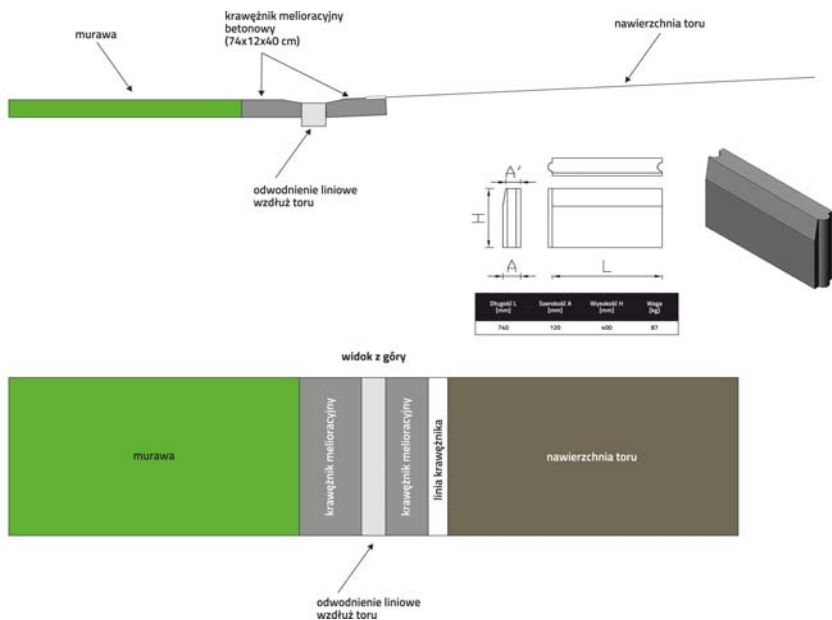 murawa
krawężnik melioracyjny
betonowy
(74x12x40 cm)
nawierzchnia toru
odwodnienie liniowe
wzdłuż toru
A'
H
A
L
Długość L [mm] Szerokość A [mm] Wysokość H [mm] Waga [kg]
740 120 400 87
widok z góry
murawa
krawężnik melioracyjny
krawężnik melioracyjny
linia krawężnika
nawierzchnia toru
odwodnienie liniowe
wzdłuż toru